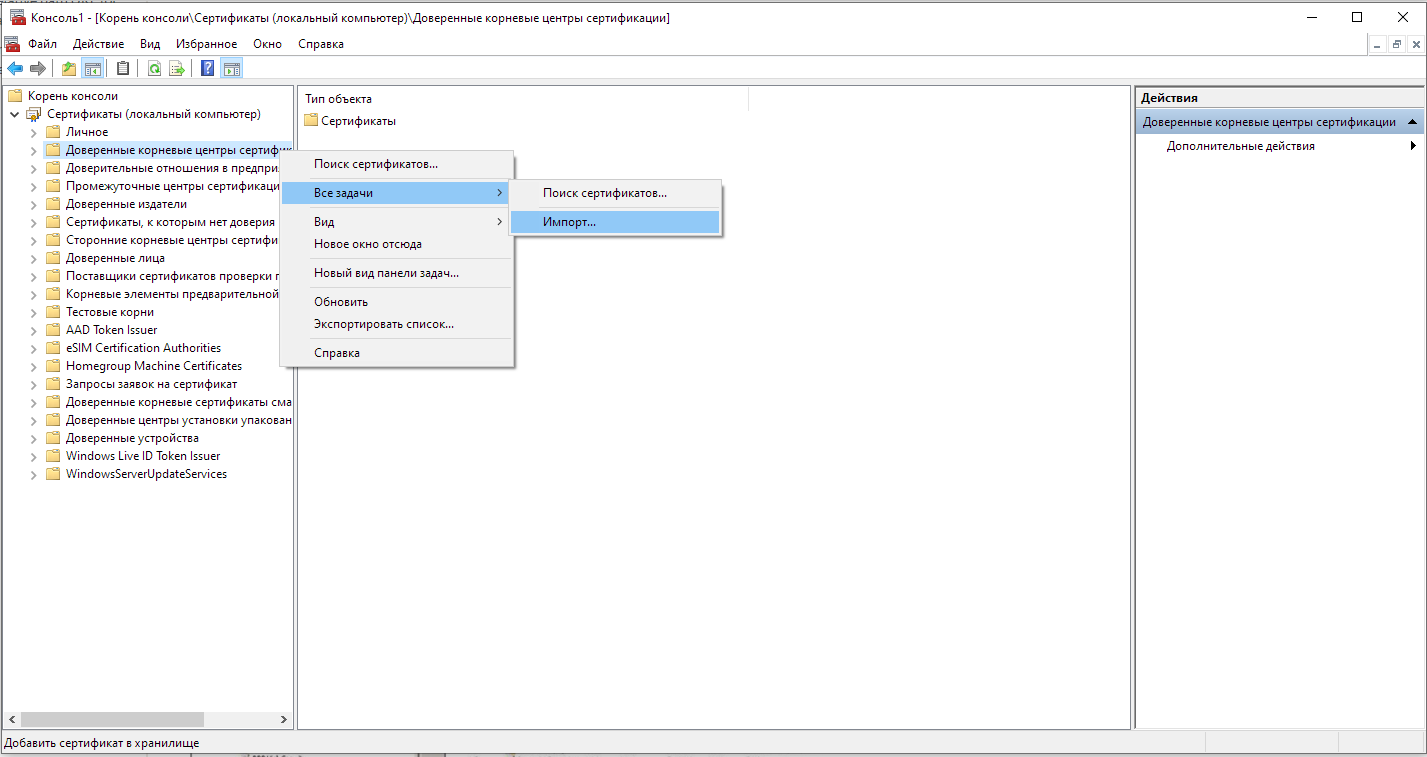 Консоль1 - [Корень консоли\Сертификаты (локальный компьютер)\Доверенные корневые центры сертификации]
Файл Действие Вид Избранное Окно Справка
Корень консоли
Сертификаты (локальный компьютер)
Личное
Доверенные корневые центры сертифик
Доверительные отношения в предпри
Промежуточные центры сертификаци
Доверенные издатели
Сертификаты, к которым нет доверия
Сторонние корневые центры сертифи
Доверенные лица
Поставщики сертификатов проверки п
Корневые элементы предварительной
Тестовые корни
AAD Token Issuer
eSIM Certification Authorities
Homegroup Machine Certificates
Запросы заявок на сертификат
Доверенные корневые сертификаты сма
Доверенные центры установки упакован
Доверенные устройства
Windows Live ID Token Issuer
WindowsServerUpdateServices
Тип объекта
Сертификаты
Поиск сертификатов...
Все задачи
Вид
Новое окно отсюда
Новый вид панели задач...
Обновить
Экспортировать список...
Справка
Поиск сертификатов...
Импорт...
Действия
Доверенные корневые центры сертификации
Дополнительные действия
Добавить сертификат в хранилище